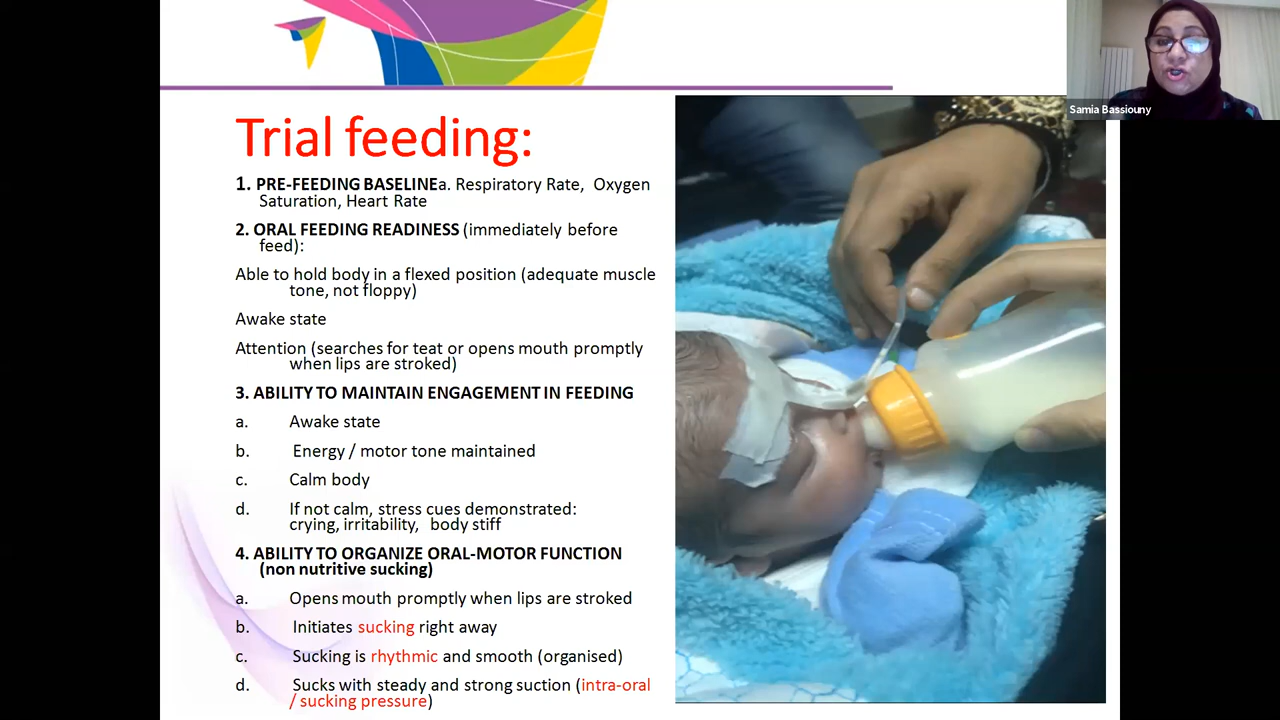 Samia Bassiouny
Trial feeding:
1. PRE-FEEDING BASELINEa. Respiratory Rate, Oxygen
Saturation, Heart Rate
2. ORAL FEEDING READINESS (immediately before
feed):
Able to hold body in a flexed position (adequate muscle
tone, not floppy)
Awake state
Attention (searches for teat or opens mouth promptly
when lips are stroked)
3. ABILITY TO MAINTAIN ENGAGEMENT IN FEEDING
a. Awake state
b. Energy / motor tone maintained
c. Calm body
d. If not calm, stress cues demonstrated:
crying, irritability, body stiff
4. ABILITY TO ORGANIZE ORAL-MOTOR FUNCTION
(non nutritive sucking)
a. Opens mouth promptly when lips are stroked
b. Initiates sucking right away
c. Sucking is rhythmic and smooth (organised)
d. Sucks with steady and strong suction (intra-oral
/ sucking pressure)